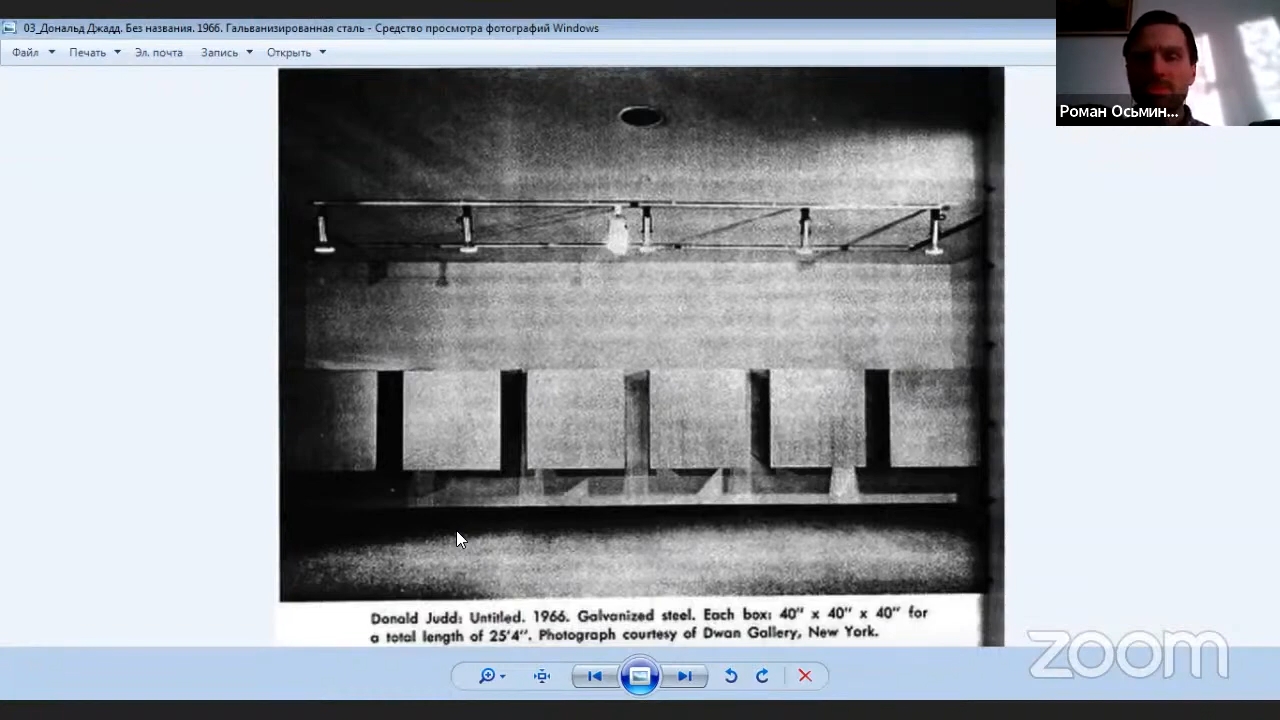 03_Дональд Джадд. Без названия. 1966. Гальванизированная сталь - Средство просмотра фотографий Windows
Файл Печать Эл. почта Запись Открыть
Роман Осьмин...
Donald Judd: Untitled. 1966. Galvanized steel. Each box: 40" x 40" x 40" for
a total length of 25'4". Photograph courtesy of Dwan Gallery, New York.
zoom